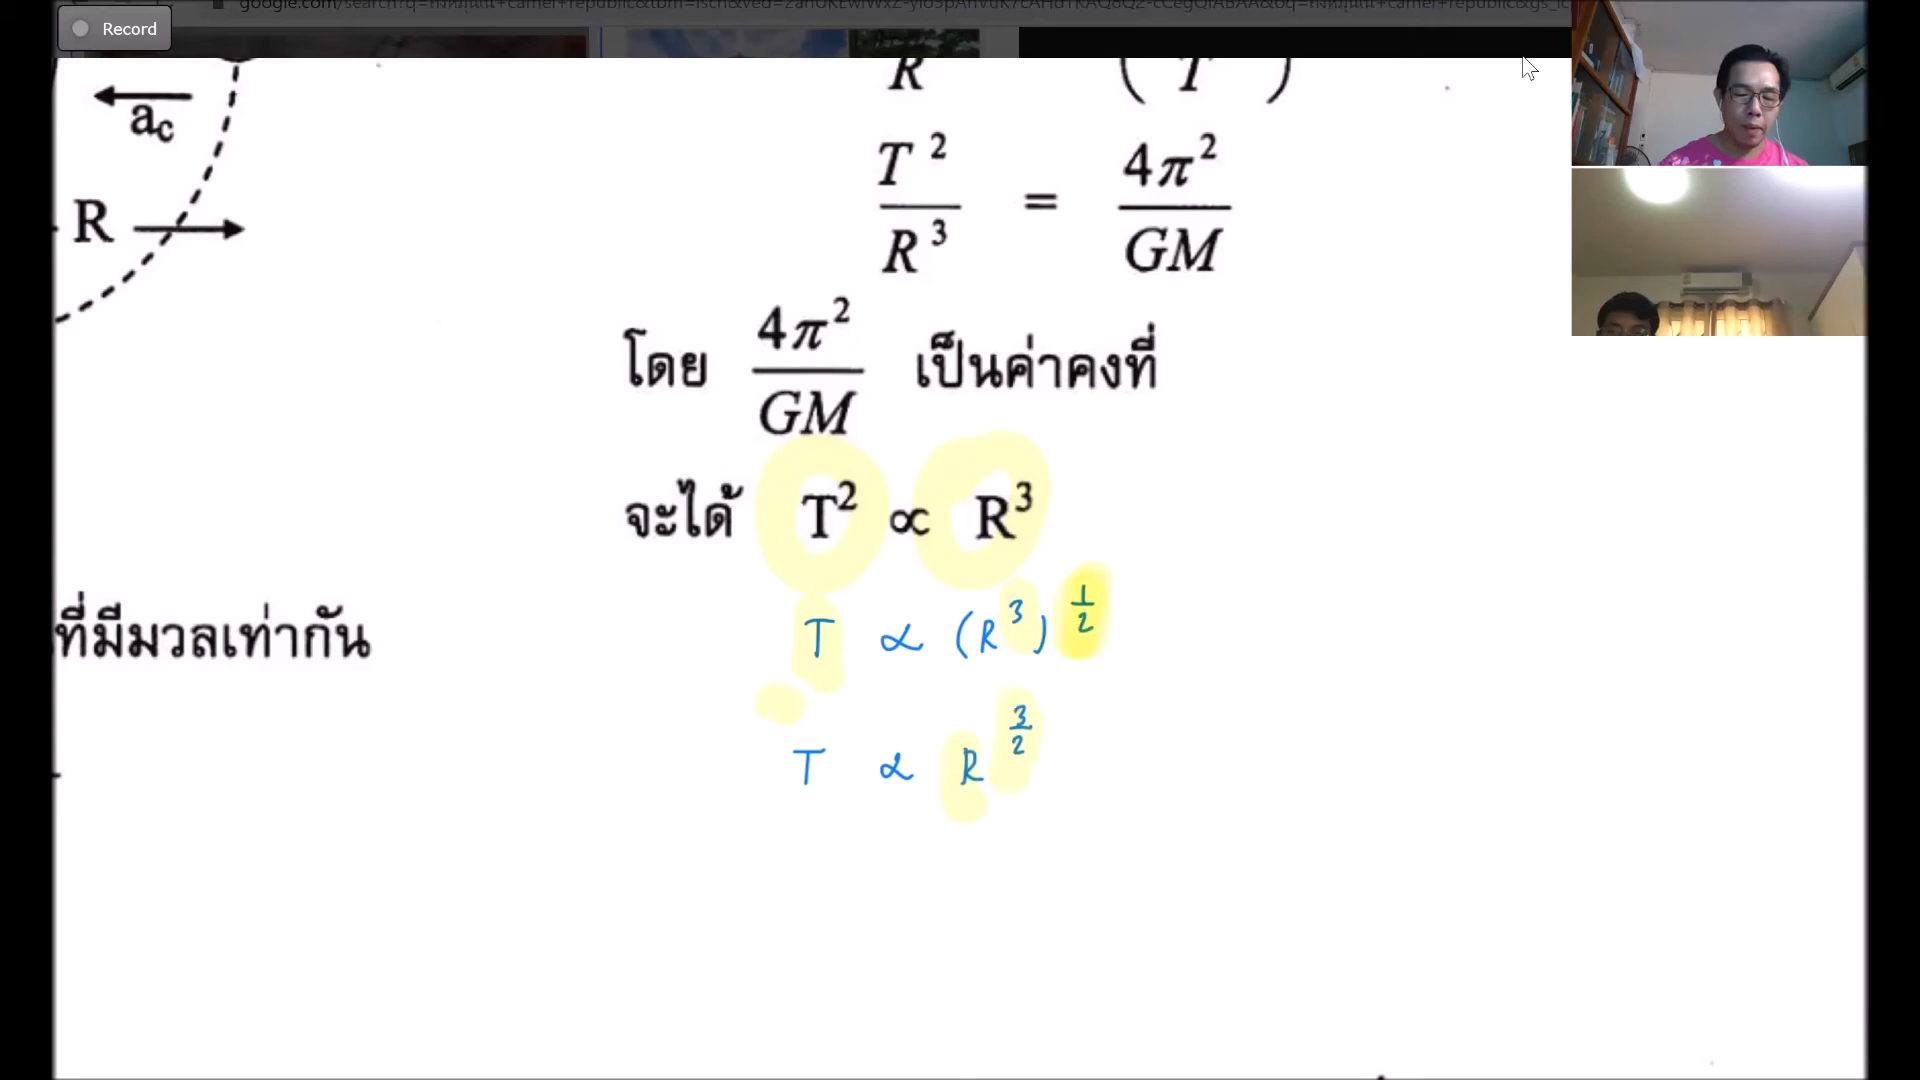 Record
a_c
R
R ( T )
T² / R³ = 4π² / GM
โดย 4π² / GM เป็นค่าคงที่
จะได้ T² ∝ R³
ที่มีมวลเท่ากัน
T ∝ (R³)^(1/2)
T ∝ R^(3/2)